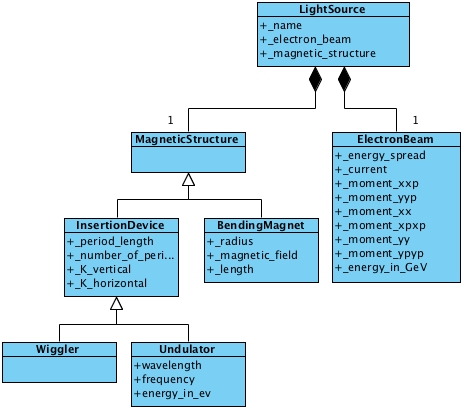 LightSource
+_name
+_electron_beam
+_magnetic_structure
1
1
MagneticStructure
ElectronBeam
+_energy_spread
+_current
+_moment_xxp
+_moment_yyp
+_moment_xx
+_moment_xpxp
+_moment_yy
+_moment_ypyp
+_energy_in_GeV
InsertionDevice
+_period_length
+_number_of_peri...
+_K_vertical
+_K_horizontal
BendingMagnet
+_radius
+_magnetic_field
+_length
Wiggler
Undulator
+wavelength
+frequency
+energy_in_ev